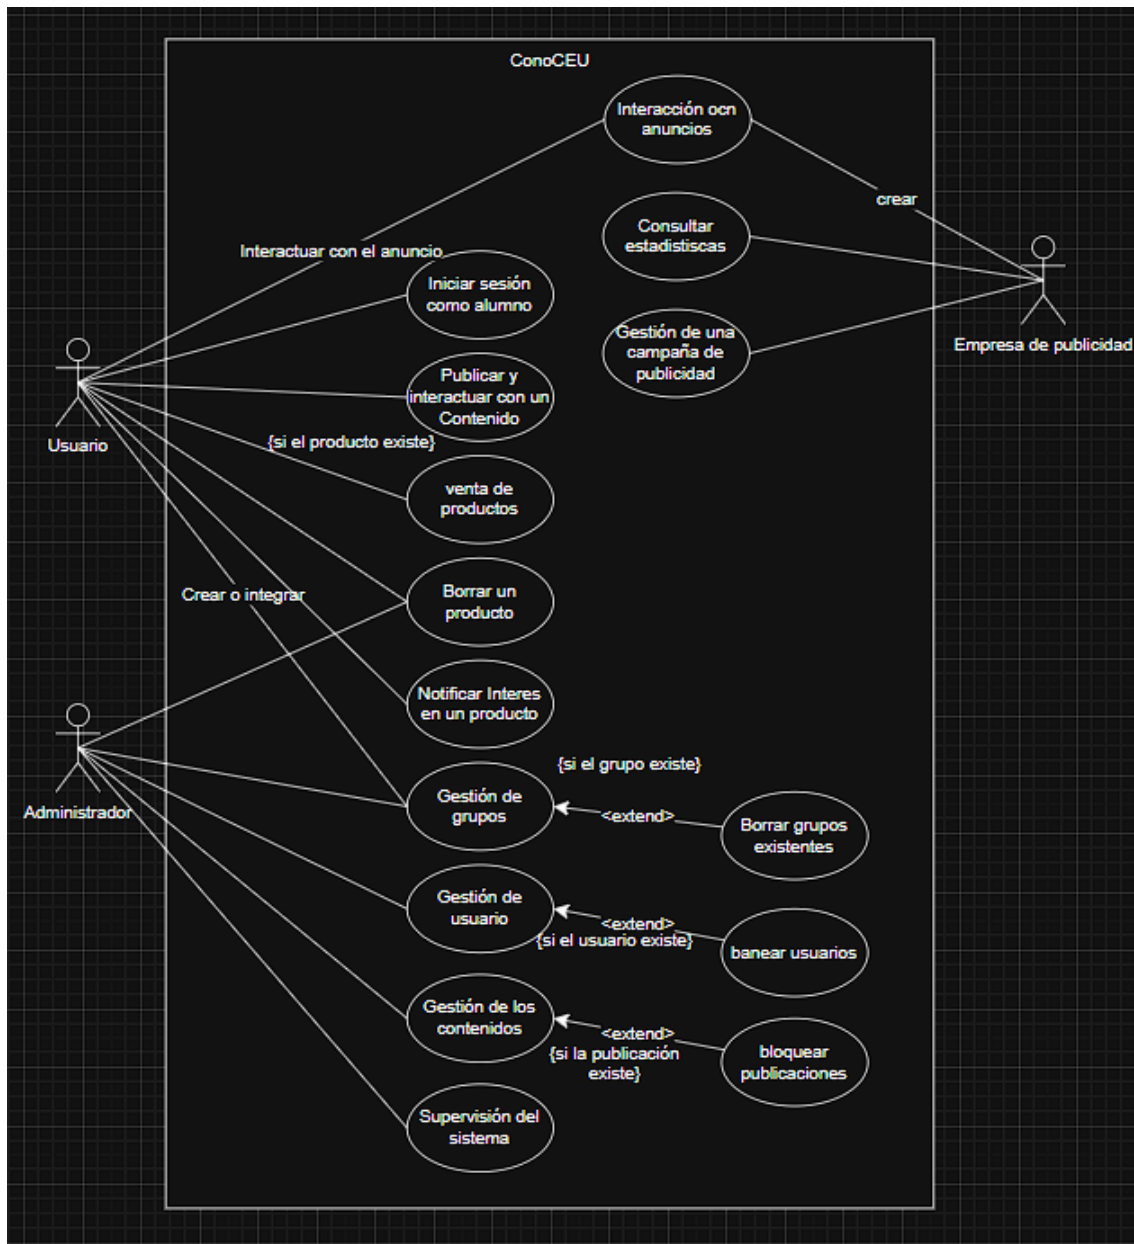 ConoCEU
Interacción ocn
anuncios
crear
Consultar
estadistiscas
Interactuar con el anuncio
Iniciar sesión
como alumno
Gestión de una
campaña de
publicidad
Empresa de publicidad
Publicar y
interactuar con un
Contenido
Usuario
{si el producto existe}
venta de
productos
Crear o integrar
Borrar un
producto
Notificar Interes
en un producto
Administrador
{si el grupo existe}
Gestión de
grupos
<extend>
Borrar grupos
existentes
Gestión de
usuario
<extend>
{si el usuario existe}
banear usuarios
Gestión de los
contenidos
<extend>
{si la publicación
existe}
bloquear
publicaciones
Supervisión del
sistema